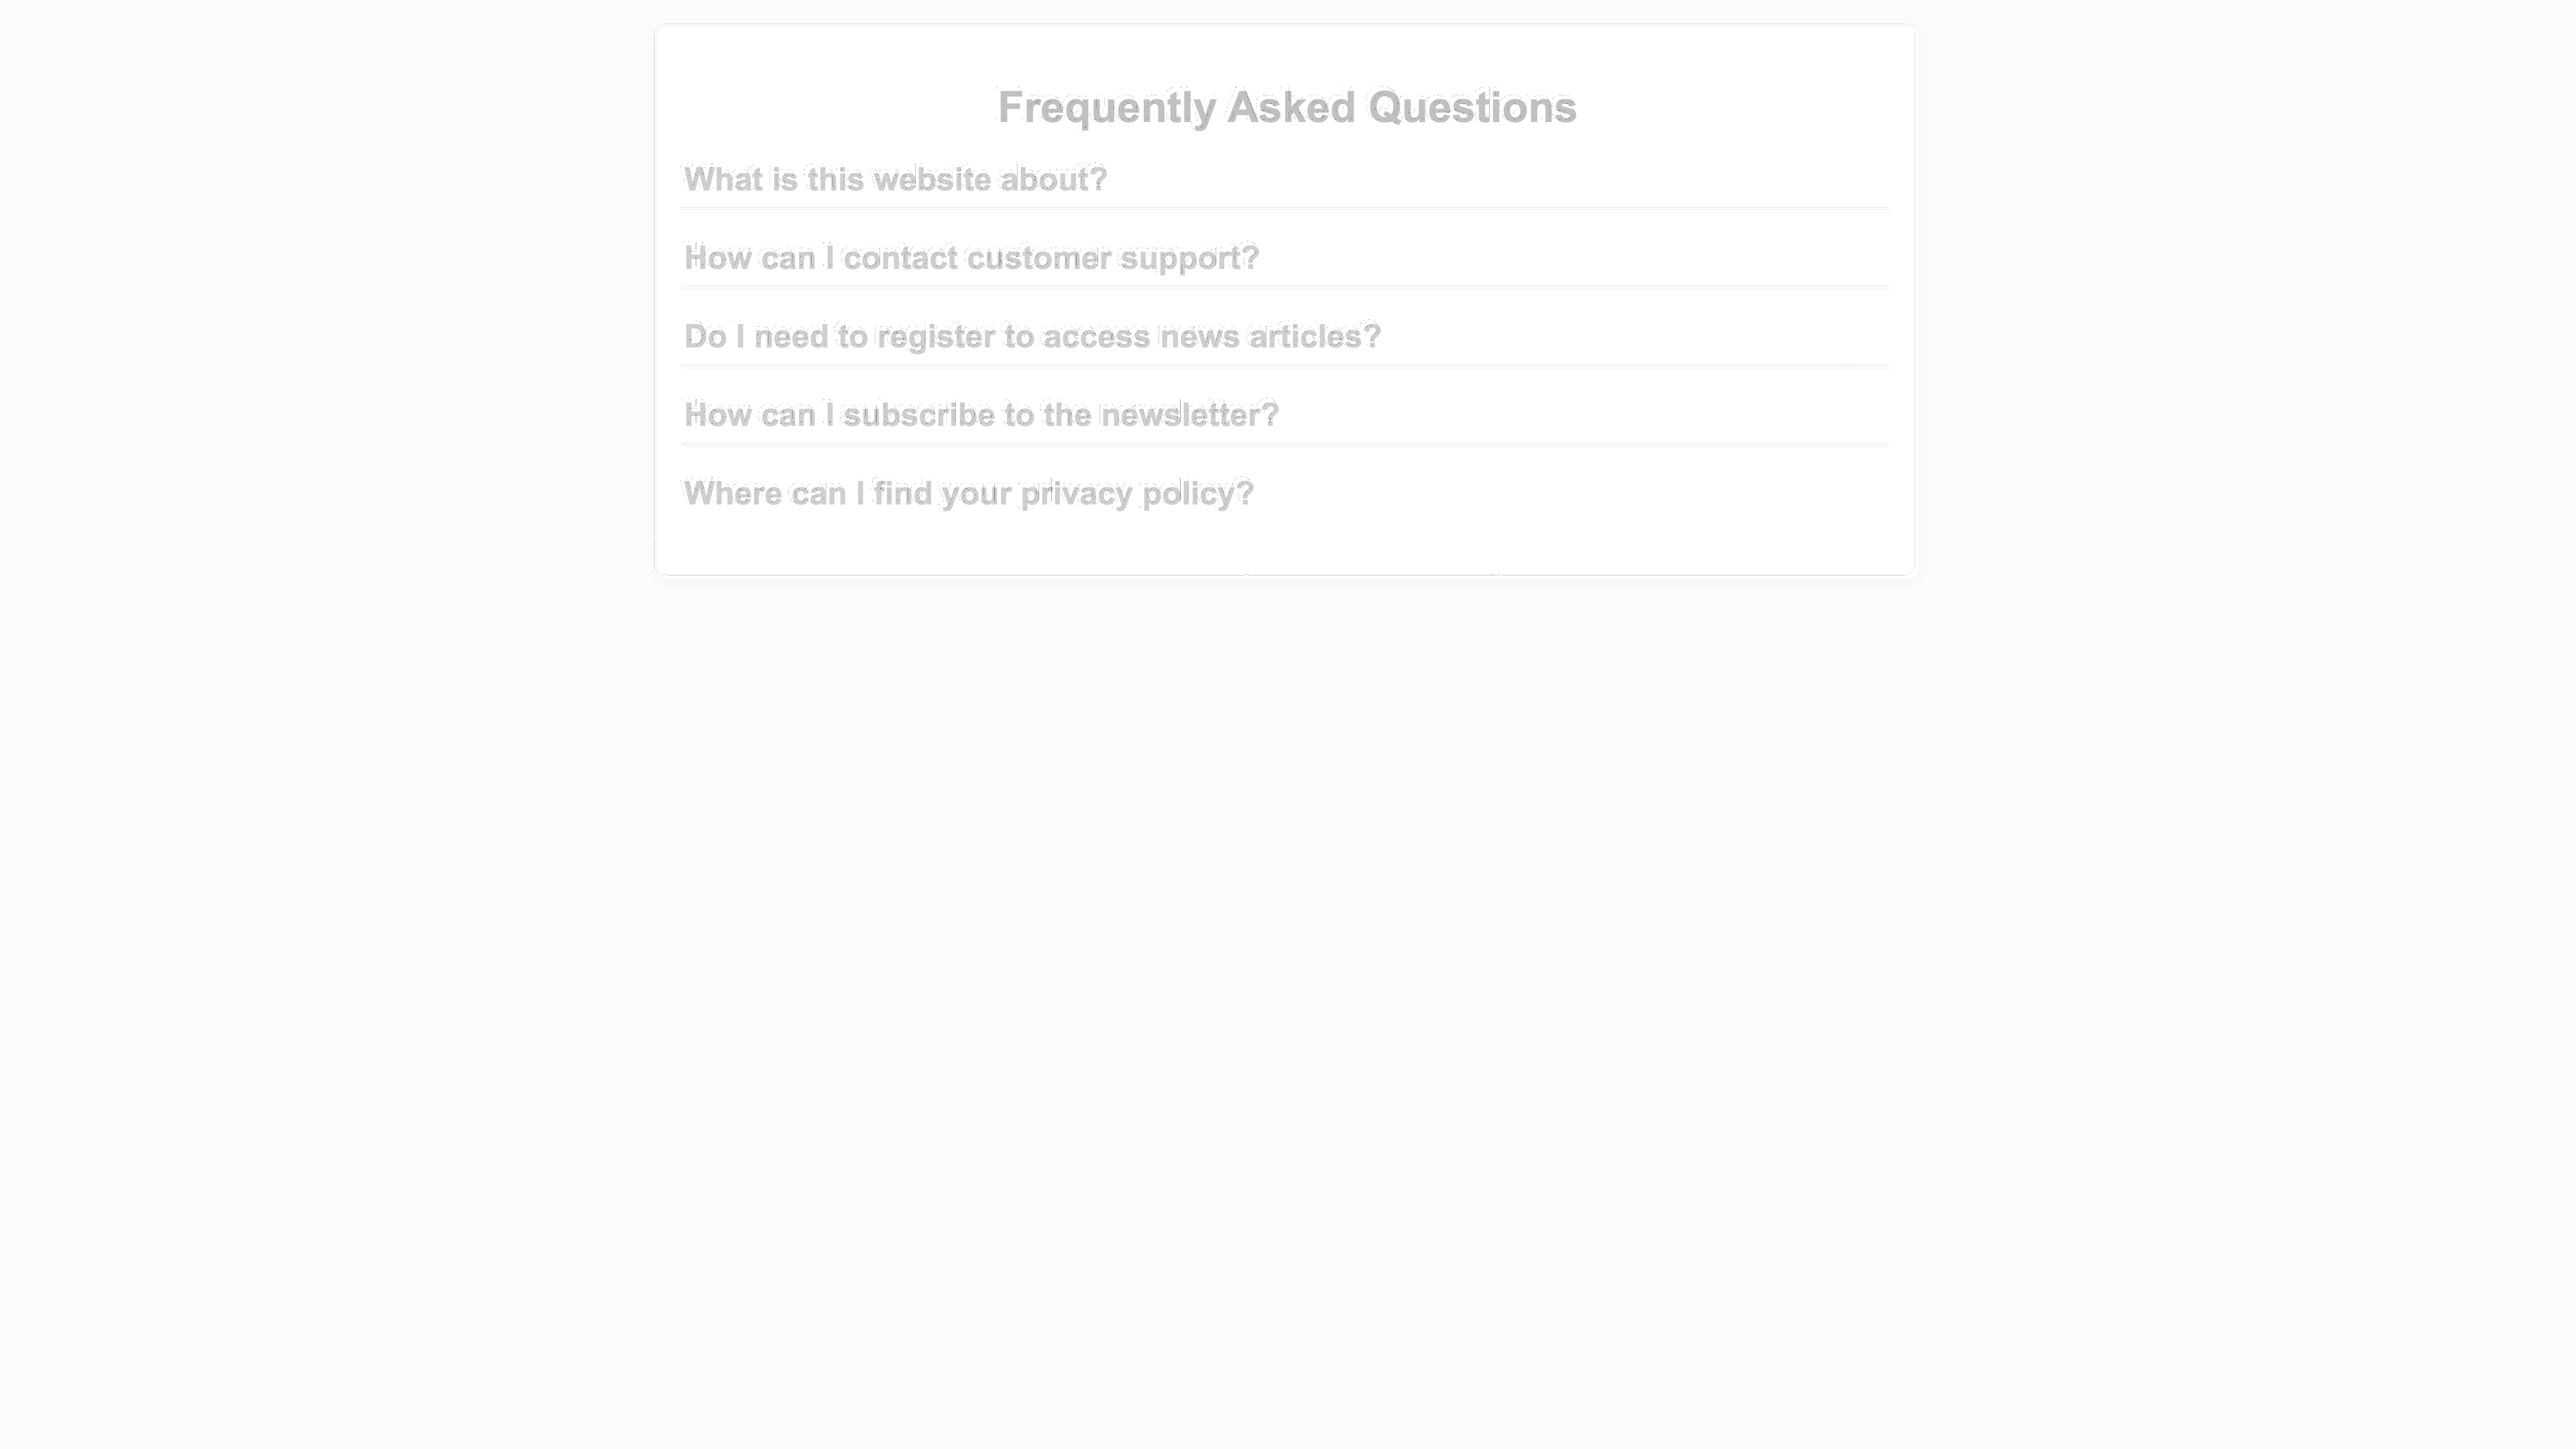 Frequently Asked Questions
What is this website about?
How can I contact customer support?
Do I need to register to access news articles?
How can I subscribe to the newsletter?
Where can I find your privacy policy?